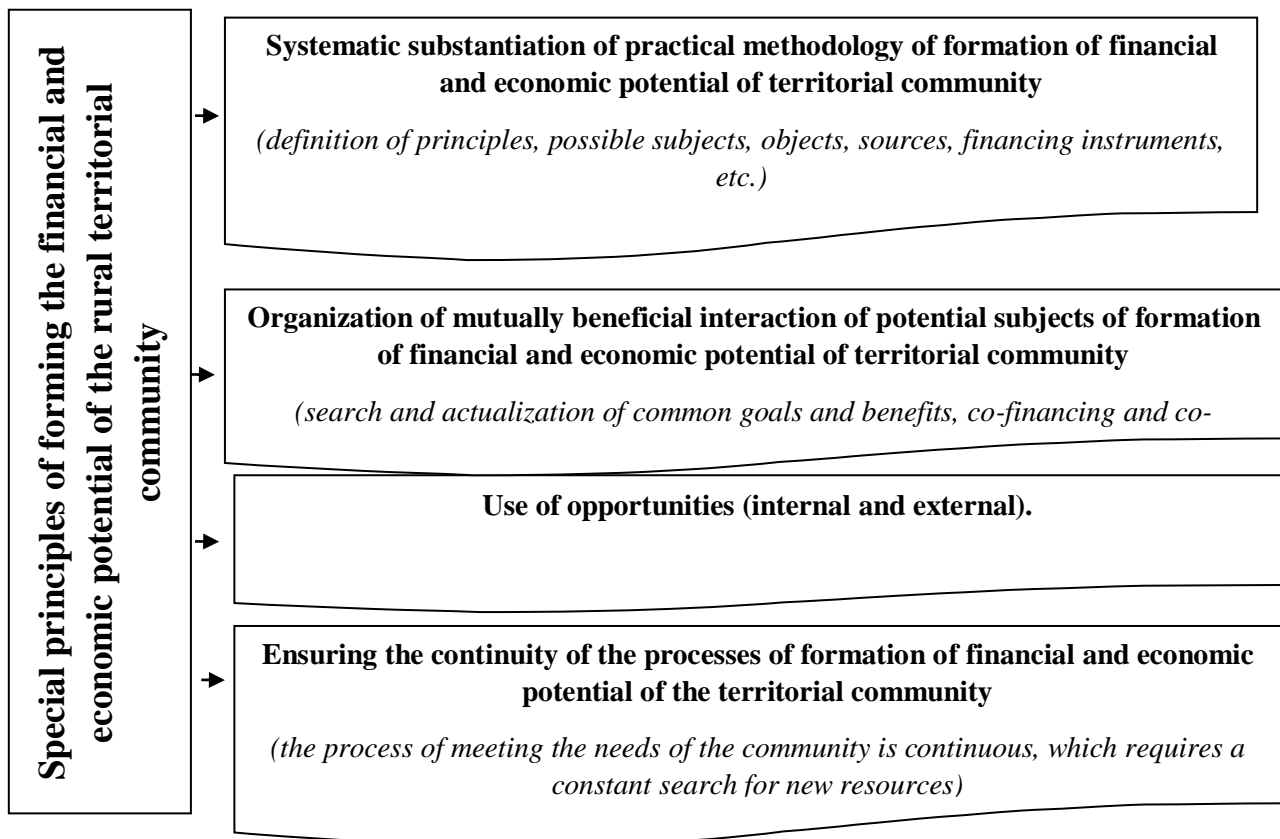 Special principles of forming the financial and
economic potential of the rural territorial
community
Systematic substantiation of practical methodology of formation of financial
and economic potential of territorial community
(definition of principles, possible subjects, objects, sources, financing instruments,
etc.)
Organization of mutually beneficial interaction of potential subjects of formation
of financial and economic potential of territorial community
(search and actualization of common goals and benefits, co-financing and co-
Use of opportunities (internal and external).
Ensuring the continuity of the processes of formation of financial and economic
potential of the territorial community
(the process of meeting the needs of the community is continuous, which requires a
constant search for new resources)